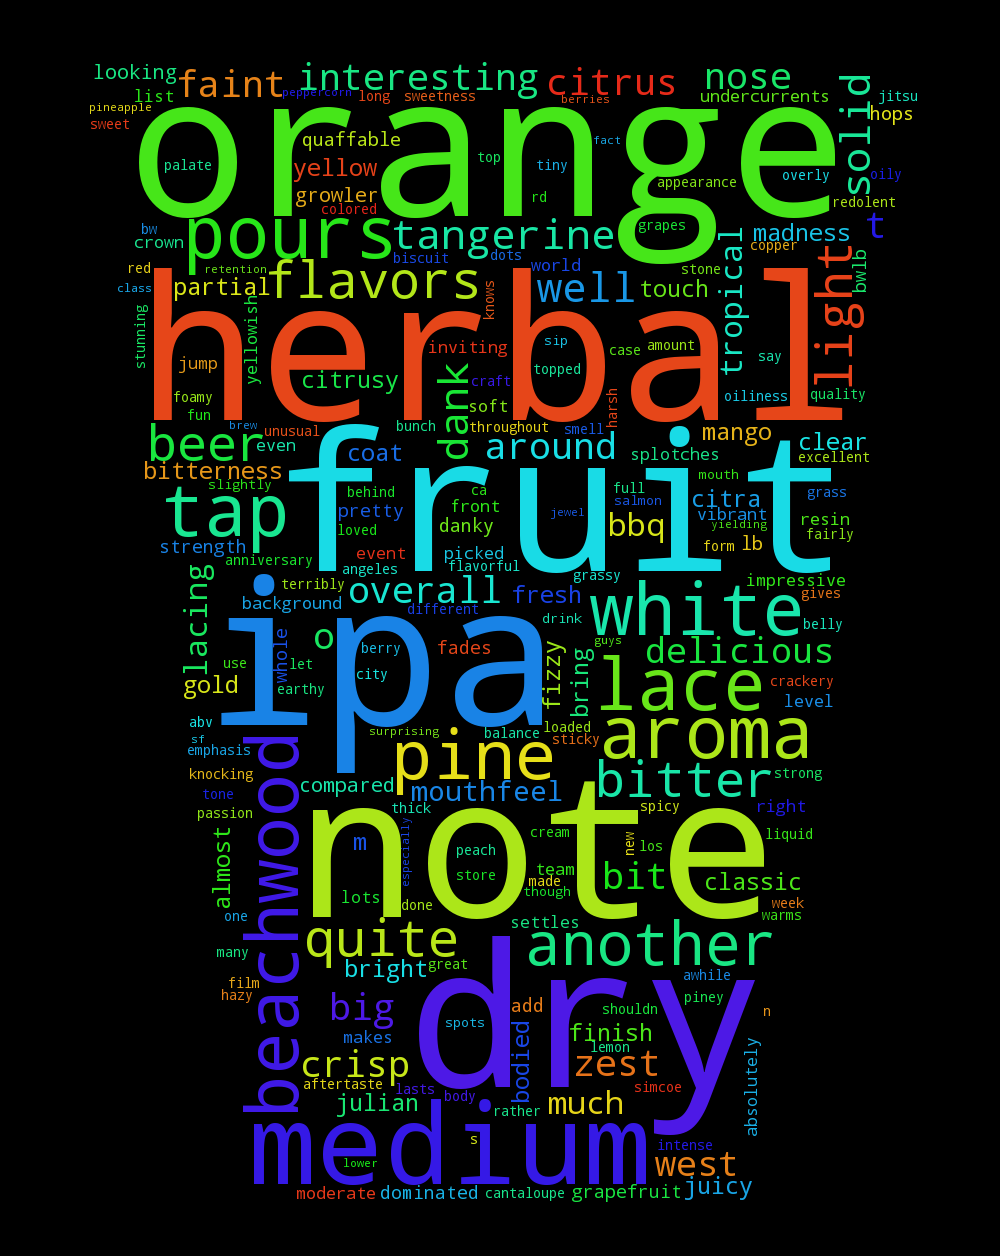 looking
faint
interesting
citrus
nose
solid
jitsu
list
peppercorn
long
sweetness
berries
undercurrents
hops
pineapple
sweet
orange
quaffable
fact
palate
yellow
top
tiny
appearance
overly
oily
growler
rd
redolent
colored
grapes
t
bw
crown
pours
tangerine
tropical
madness
copper
light
bwlb
red
retention
biscuit
dots
world
stone
class
partial
flavors
knows
well
touch
stunning
yellowish
herbal
inviting
sip
case
amount
say
jump
topped
citrusy
dank
craft
harsh
oiliness
quality
foamy
soft
fun
brew
unusual
bunch
throughout
smell
mango
beer
even
coat
around
splotches
clear
bitterness
excellent
slightly
tap
fruit
behind
ca
full
mouth
grass
pretty
front
jewel
salmon
citra
loved
danky
bbq
vibrant
yielding
resin
strength
event
picked
form
lb
fairly
anniversary
angeles
flavorful
grassy
lacing
terribly
overall
fresh
white
impressive
background
different
drink
gives
ipa
o
belly
whole
berry
fades
fizzy
guys
delicious
use
let
city
bring
lace
crackery
gold
earthy
level
abv
surprising
balance
loaded
aroma
sf
emphasis
beachwood
pine
sticky
knocking
compared
mouthfeel
bitter
strong
tone
thick
spicy
right
passion
note
almost
m
especially
cream
new
los
liquid
peach
team
store
made
bit
classic
lots
done
though
week
one
settles
warms
many
quite
another
bright
great
film
dry
awhile
hazy
big
add
piney
spots
shouldn
n
makes
finish
lemon
absolutely
crisp
bodied
zest
aftertaste
lasts
body
simcoe
julian
rather
much
medium
s
intense
lower
west
moderate
dominated
cantaloupe
grapefruit
juicy